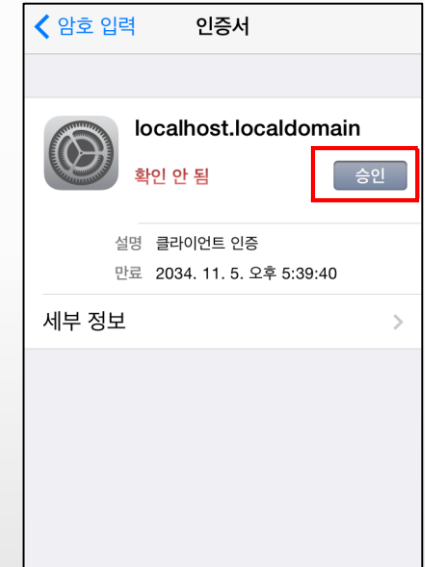 암호 입력 인증서
localhost.localdomain
확인 안 됨 승인
설명 클라이언트 인증
만료 2034. 11. 5. 오후 5:39:40
세부 정보